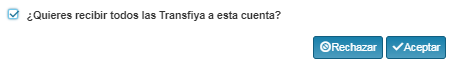 ¿Quieres recibir todos las Transfiya a esta cuenta?
Rechazar Aceptar